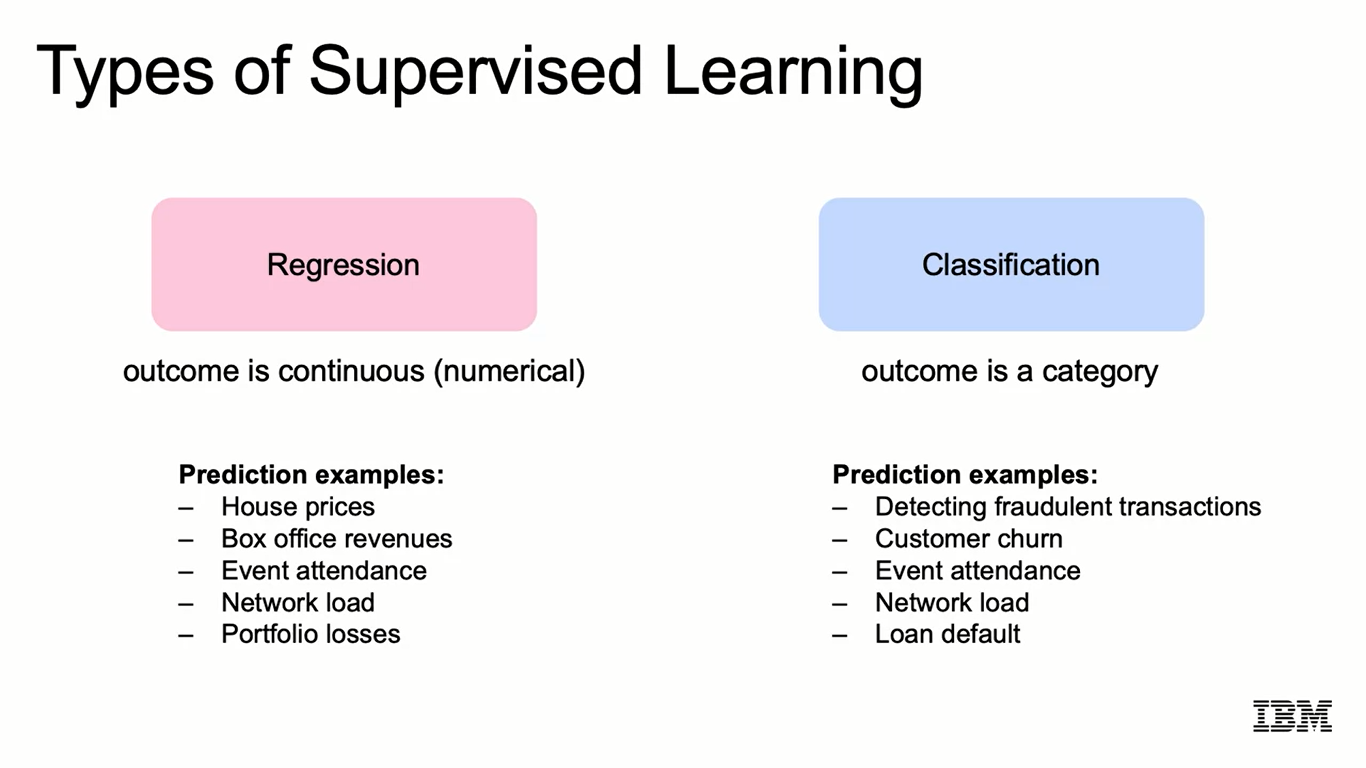 Types of Supervised Learning
Regression
outcome is continuous (numerical)
Prediction examples:
– House prices
– Box office revenues
– Event attendance
– Network load
– Portfolio losses
Classification
outcome is a category
Prediction examples:
– Detecting fraudulent transactions
– Customer churn
– Event attendance
– Network load
– Loan default
IBM